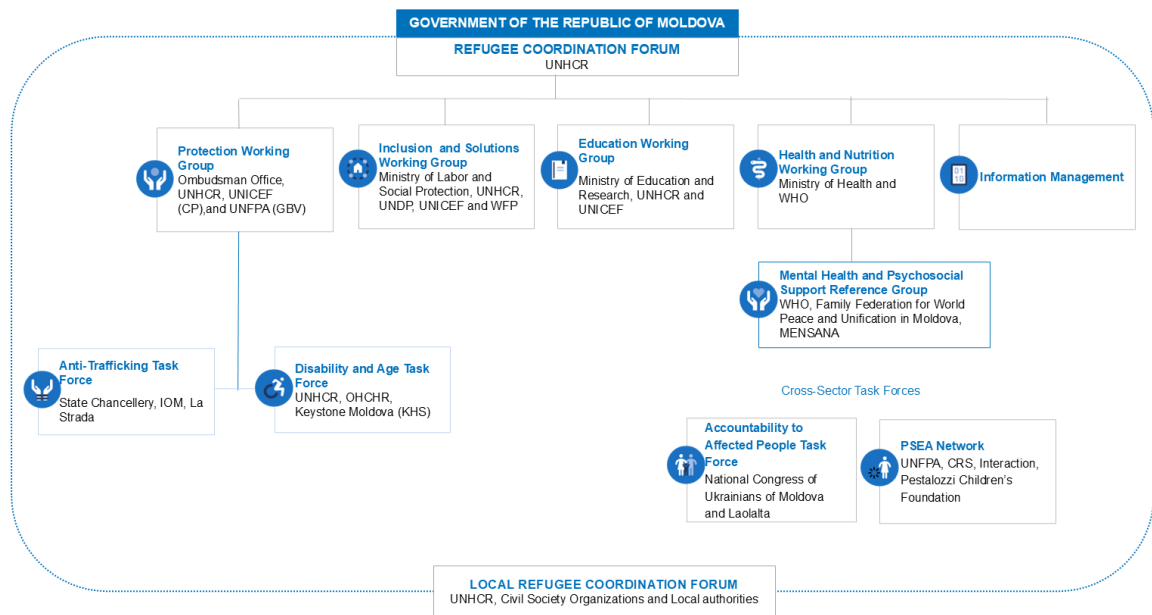 GOVERNMENT OF THE REPUBLIC OF MOLDOVA
REFUGEE COORDINATION FORUM
UNHCR
Protection Working
Group
Ombudsman Office,
UNHCR, UNICEF
(CP),and UNFPA (GBV)
Inclusion and Solutions
Working Group
Ministry of Labor and
Social Protection, UNHCR,
UNDP, UNICEF and WFP
Education Working
Group
Ministry of Education and
Research, UNHCR and
UNICEF
Health and Nutrition
Working Group
Ministry of Health and
WHO
01
10
Information Management
Mental Health and Psychosocial
Support Reference Group
WHO, Family Federation for World
Peace and Unification in Moldova,
MENSANA
Anti-Trafficking Task
Force
State Chancellery, IOM, La
Strada
Disability and Age Task
Force
UNHCR, OHCHR,
Keystone Moldova (KHS)
Cross-Sector Task Forces
Accountability to
Affected People Task
Force
National Congress of
Ukrainians of Moldova
and Laolalta
PSEA Network
UNFPA, CRS, Interaction,
Pestalozzi Children's
Foundation
LOCAL REFUGEE COORDINATION FORUM
UNHCR, Civil Society Organizations and Local authorities